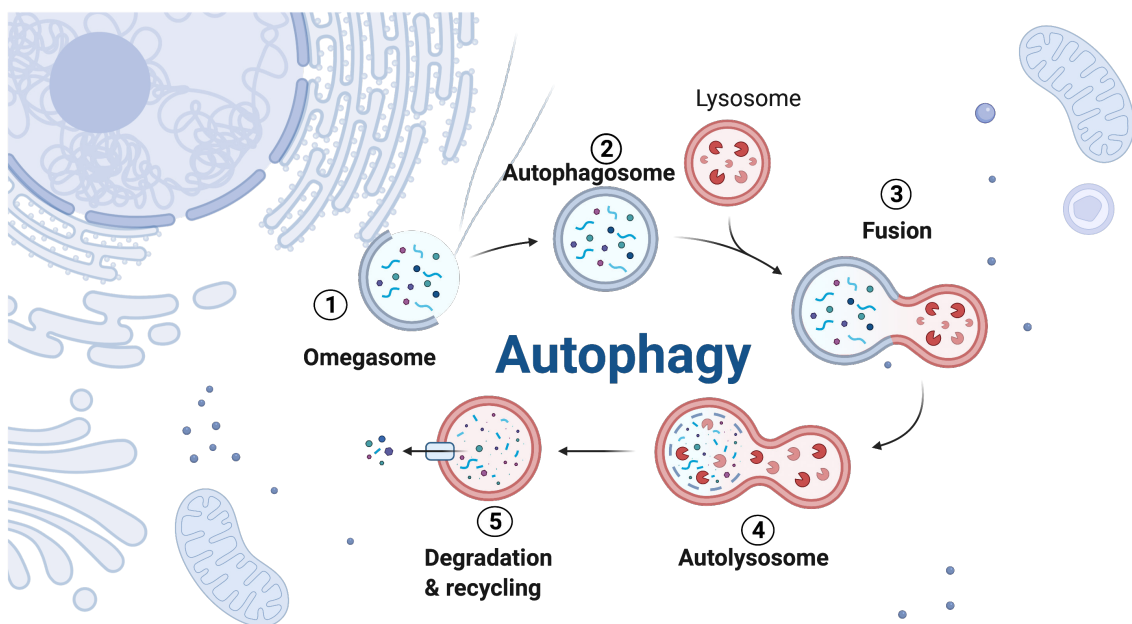 Lysosome
2
Autophagosome
3
Fusion
1
Omegasome
Autophagy
5
Degradation
& recycling
4
Autolysosome